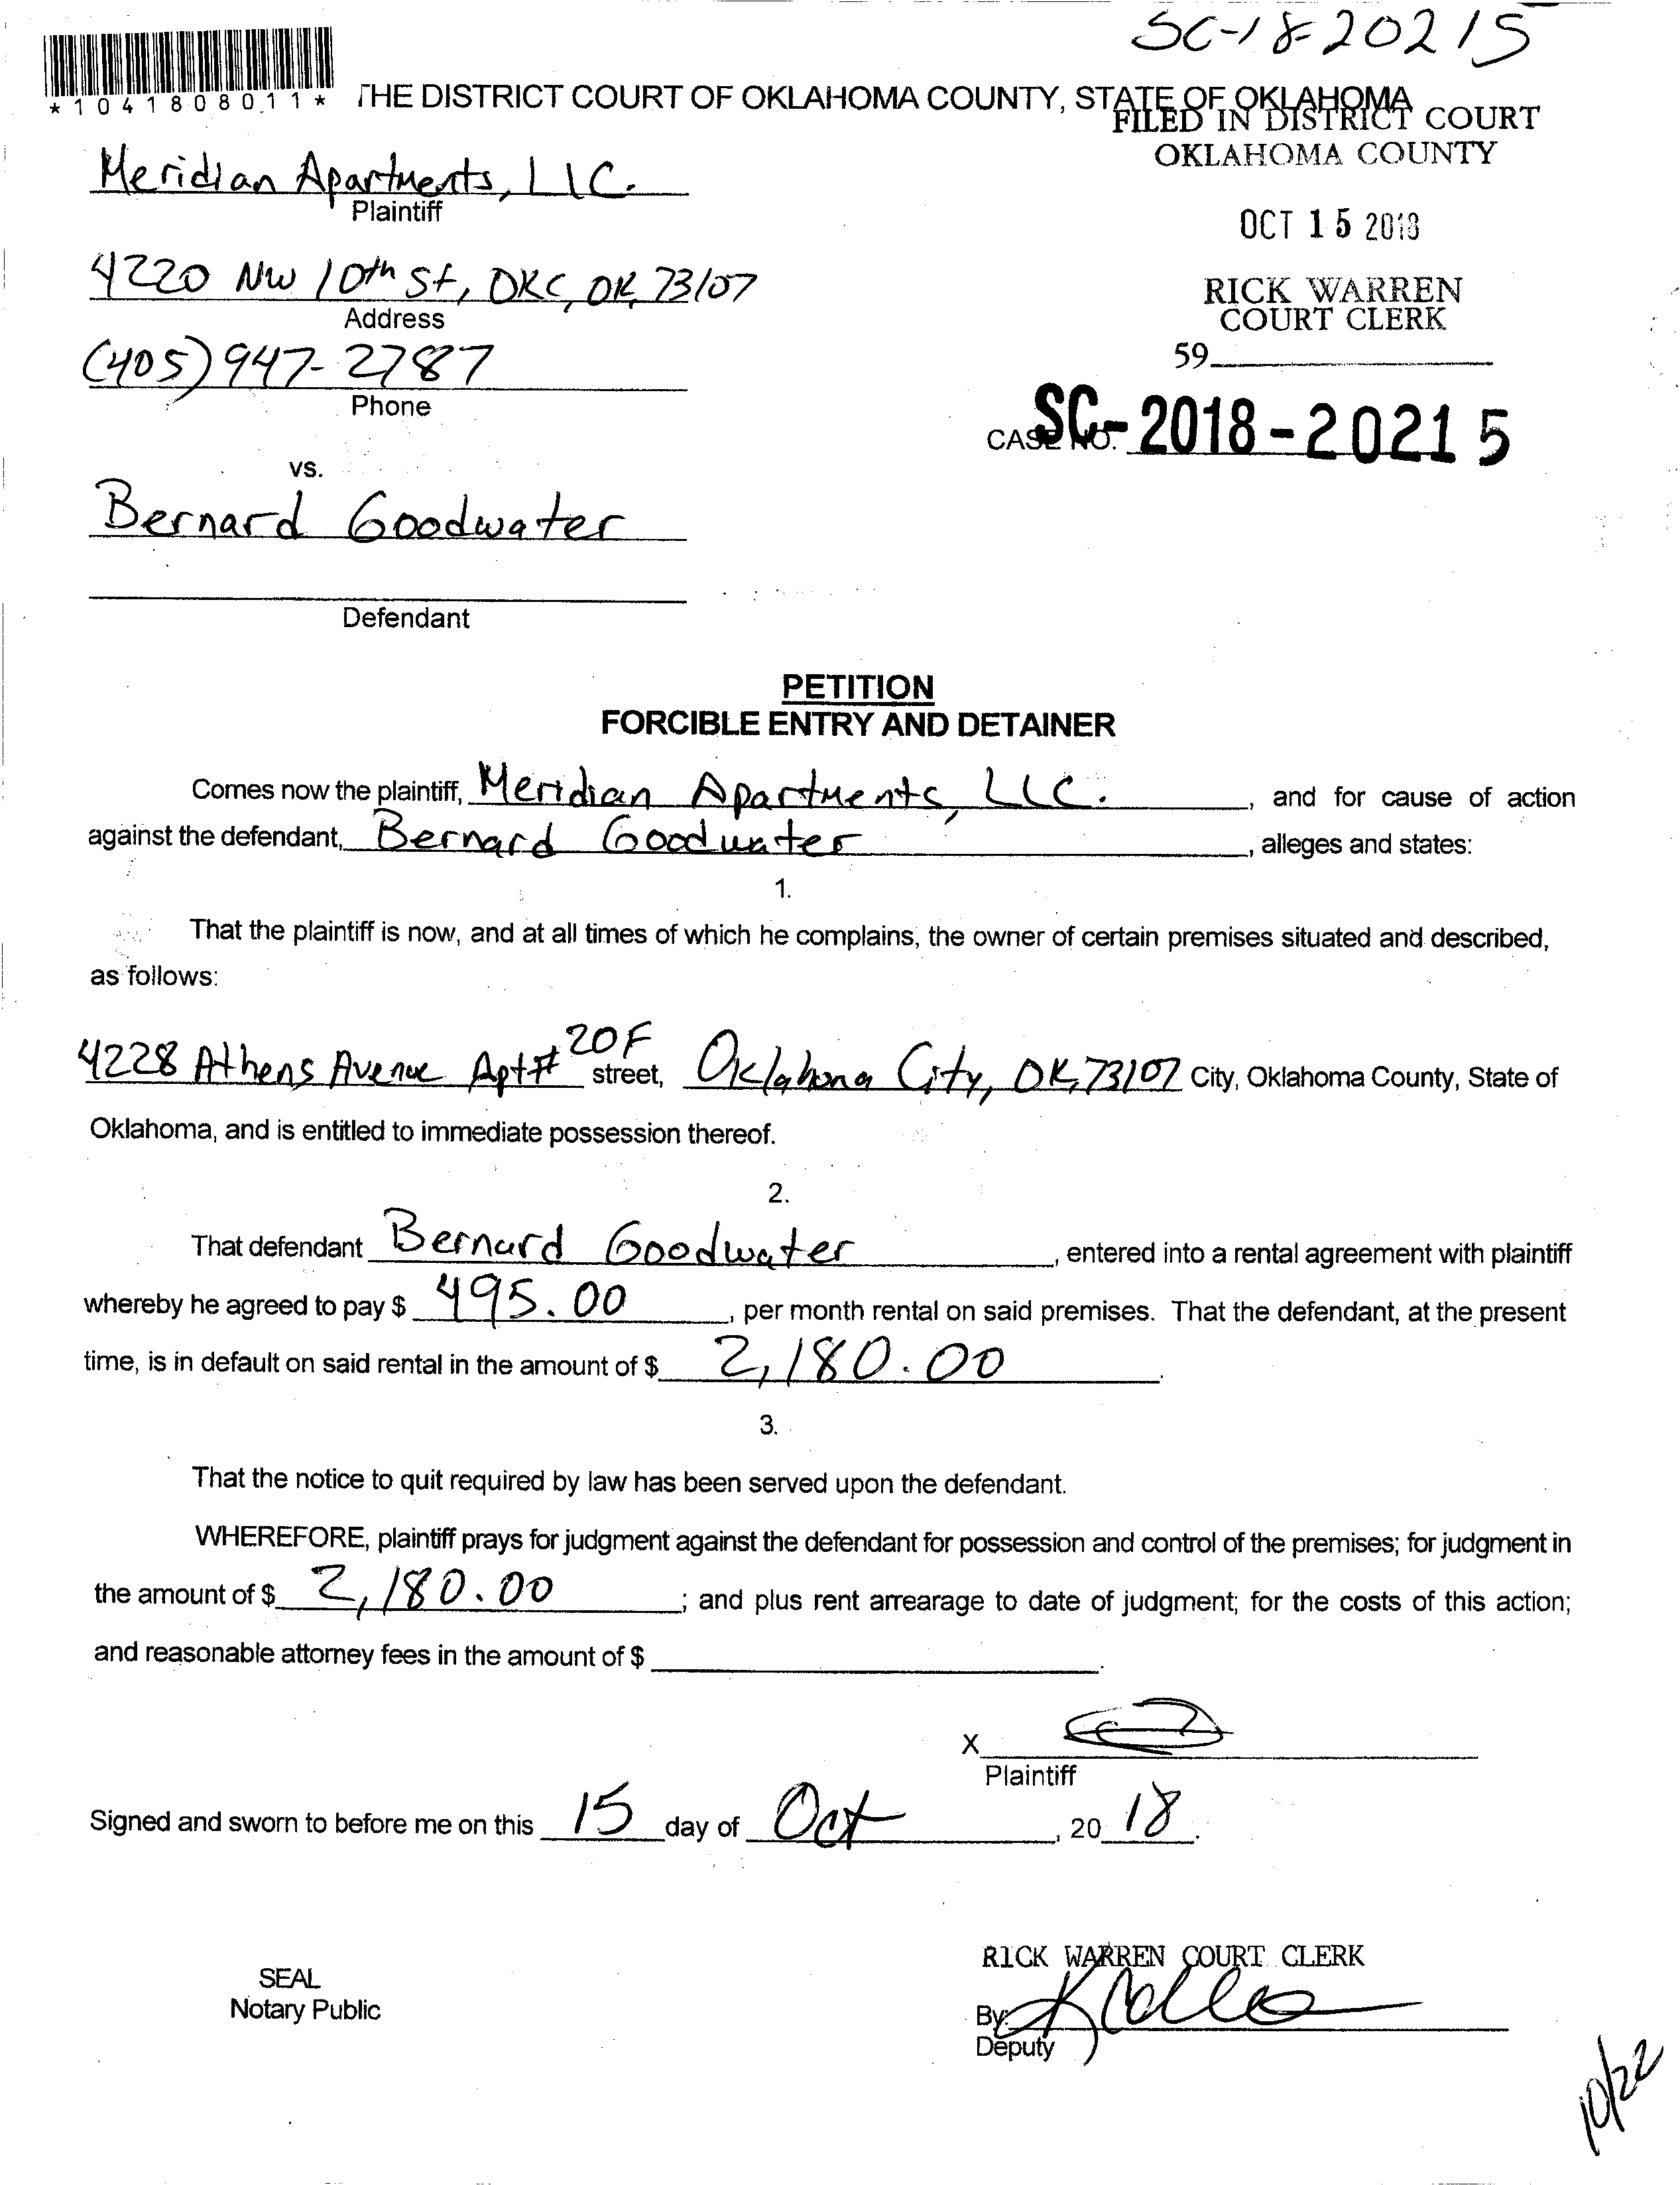 SC-18-20215
*1041808011*
THE DISTRICT COURT OF OKLAHOMA COUNTY, STATE OF OKLAHOMA
FILED IN DISTRICT COURT
OKLAHOMA COUNTY
Meridian Apartments, LLC.
Plaintiff
OCT 15 2018
4220 NW 10th St, OKC, OK, 73107
Address
RICK WARREN
COURT CLERK
(405) 947-2787
Phone
59
CASE NO. SC-2018-20215
vs.
Bernard Goodwater
Defendant
PETITION
FORCIBLE ENTRY AND DETAINER
Comes now the plaintiff, Meridian Apartments, LLC. , and for cause of action
against the defendant, Bernard Goodwater , alleges and states:
1.
That the plaintiff is now, and at all times of which he complains, the owner of certain premises situated and described,
as follows:
4228 Athens Avenue Apt# 20F street, Oklahoma City, OK, 73107 City, Oklahoma County, State of
Oklahoma, and is entitled to immediate possession thereof.
2.
That defendant Bernard Goodwater , entered into a rental agreement with plaintiff
whereby he agreed to pay $ 495.00 , per month rental on said premises. That the defendant, at the present
time, is in default on said rental in the amount of $ 2,180.00 .
3.
That the notice to quit required by law has been served upon the defendant.
WHEREFORE, plaintiff prays for judgment against the defendant for possession and control of the premises; for judgment in
the amount of $ 2,180.00 ; and plus rent arrearage to date of judgment; for the costs of this action;
and reasonable attorney fees in the amount of $ .
X
Plaintiff
Signed and sworn to before me on this 15 day of Oct , 20 18 .
RICK WARREN COURT CLERK
SEAL
Notary Public
By:
Deputy
10/22